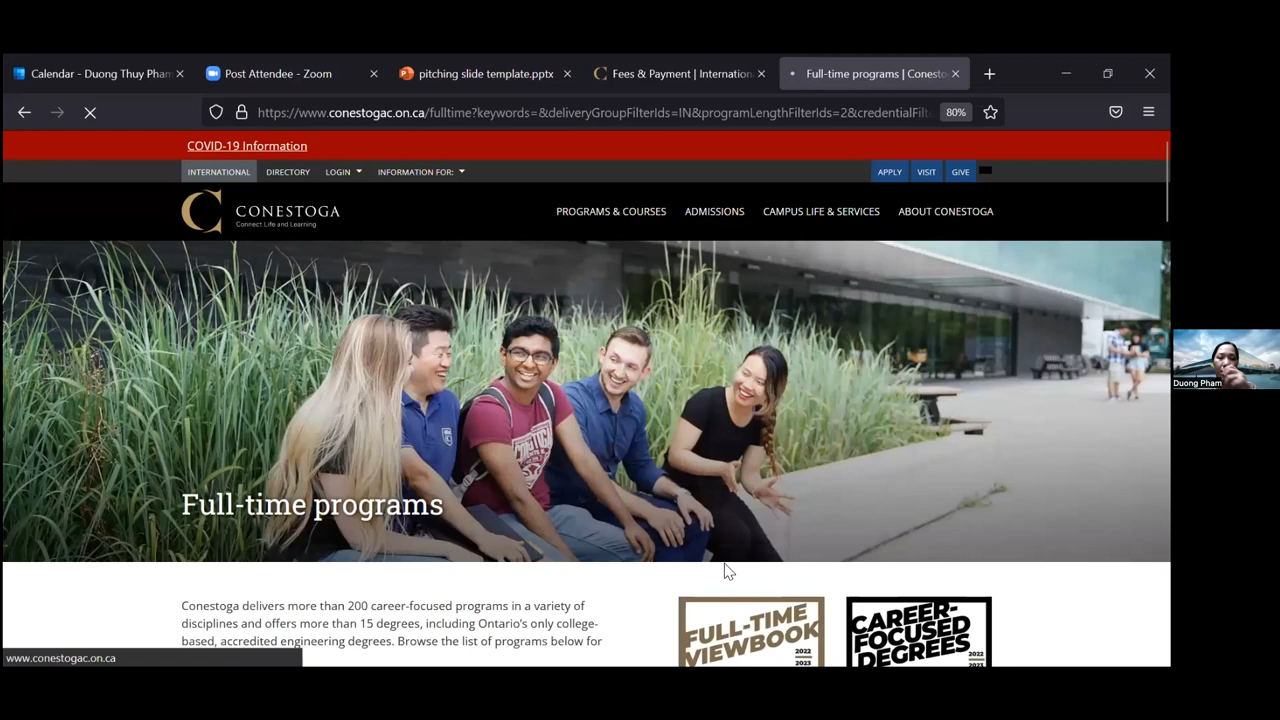 Calendar - Duong Thuy Pham
Post Attendee - Zoom
pitching slide template.pptx
Fees & Payment | Internation
Full-time programs | Conesto
https://www.conestogac.on.ca/fulltime?keywords=&deliveryGroupFilterIds=IN&programLengthFilterIds=2&credentialFilt
80%
COVID-19 Information
INTERNATIONAL DIRECTORY LOGIN INFORMATION FOR: APPLY VISIT GIVE
CONESTOGA
Connect Life and Learning
PROGRAMS & COURSES ADMISSIONS CAMPUS LIFE & SERVICES ABOUT CONESTOGA
Duong Pham
CONESTOGA
Full-time programs
Conestoga delivers more than 200 career-focused programs in a variety of
disciplines and offers more than 15 degrees, including Ontario's only college-
based, accredited engineering degrees. Browse the list of programs below for
FULL-TIME
VIEWBOOK
2022
2023
CAREER-
FOCUSED
DEGREES
2022
2023
www.conestogac.on.ca